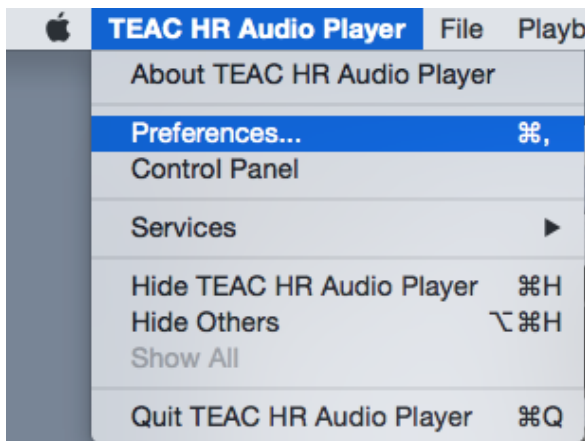 TEAC HR Audio Player File Playb
About TEAC HR Audio Player
Preferences... ⌘,
Control Panel
Services ▶
Hide TEAC HR Audio Player ⌘H
Hide Others ⌥⌘H
Show All
Quit TEAC HR Audio Player ⌘Q